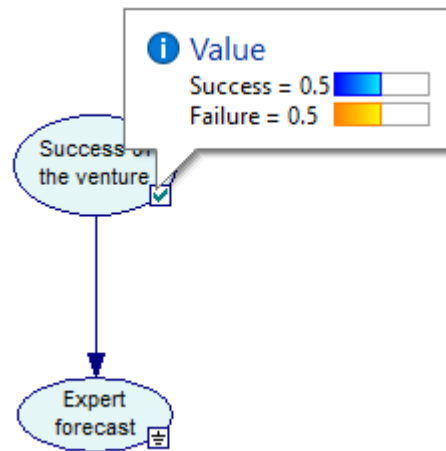 Value
Success = 0.5
Failure = 0.5
Success of
the venture
Expert
forecast